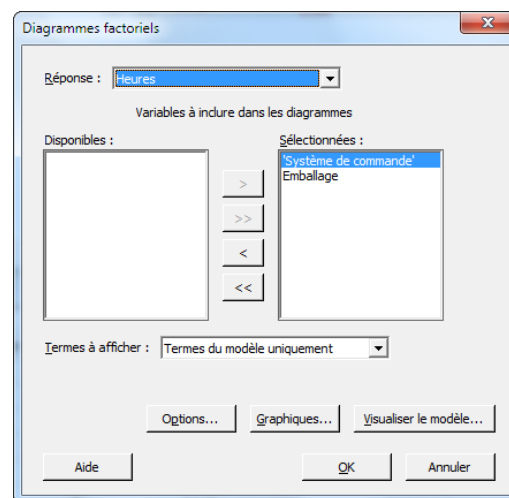 Diagrammes factoriels
x
Réponse : Heures
Variables à inclure dans les diagrammes
Disponibles :
Sélectionnées :
'Système de commande'
Emballage
>
>>
<
<<
Termes à afficher : Termes du modèle uniquement
Options... Graphiques... Visualiser le modèle...
Aide OK Annuler